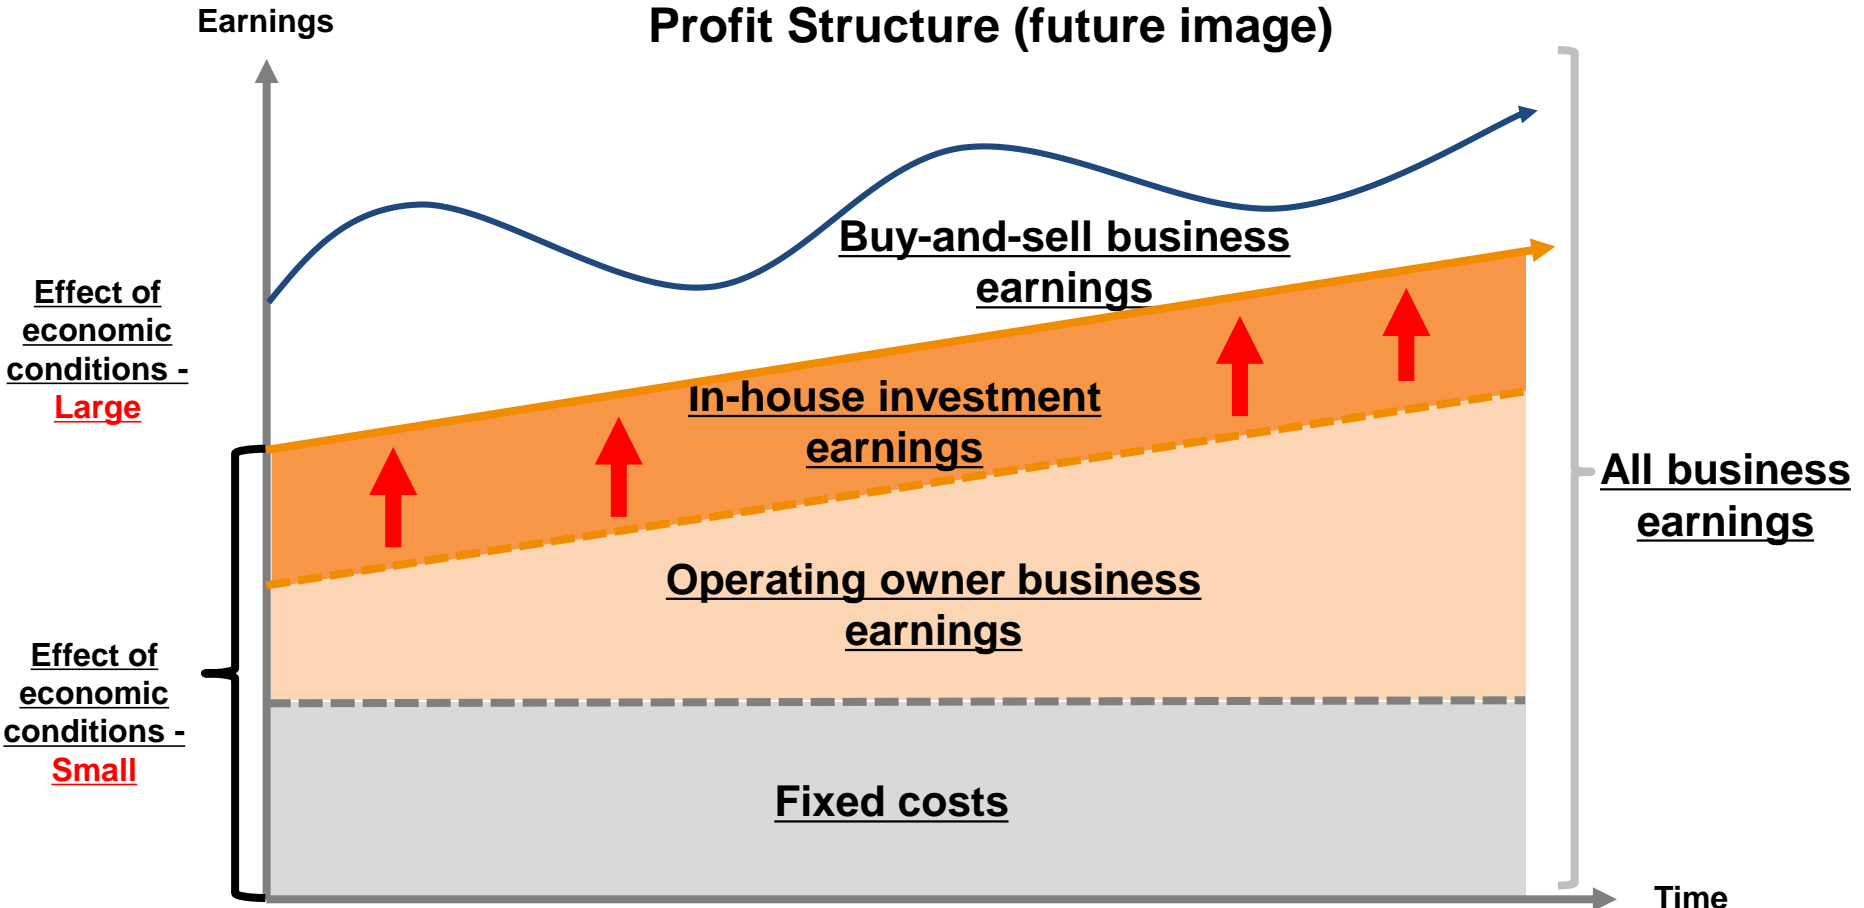 Earnings
Profit Structure (future image)
Buy-and-sell business
earnings
Effect of
economic
conditions -
Large
In-house investment
earnings
All business
earnings
Operating owner business
earnings
Effect of
economic
conditions -
Small
Fixed costs
Time